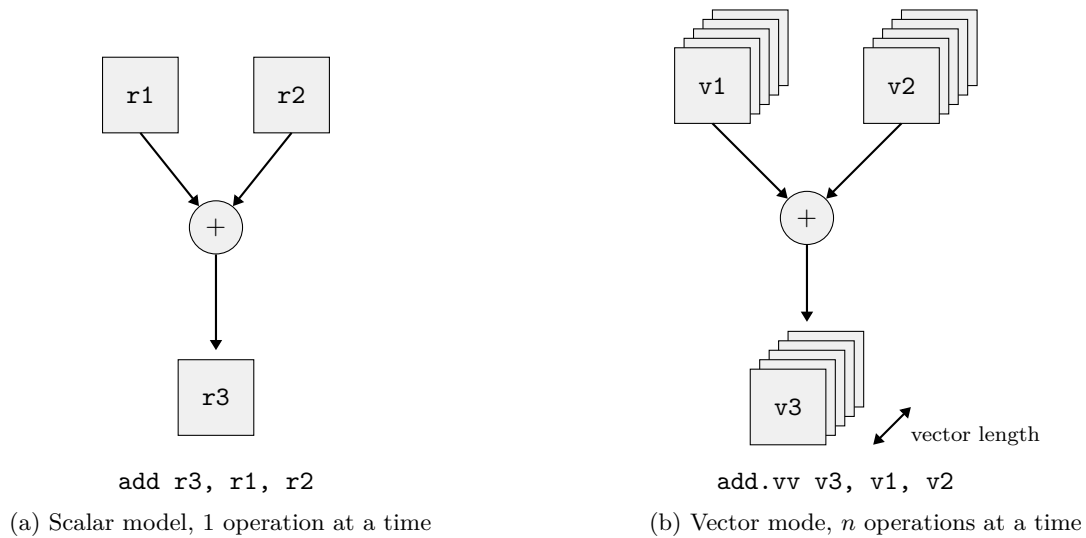 r1
r2
+
r3
add r3, r1, r2
(a) Scalar model, 1 operation at a time
v1
v2
+
v3
vector length
add.vv v3, v1, v2
(b) Vector mode, n operations at a time